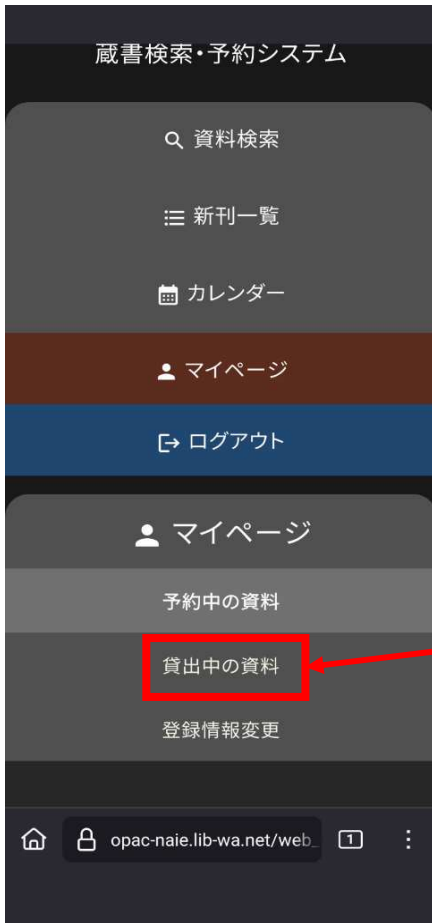 蔵書検索・予約システム
資料検索
新刊一覧
カレンダー
マイページ
ログアウト
マイページ
予約中の資料
貸出中の資料
登録情報変更
opac-naie.lib-wa.net/web_
1